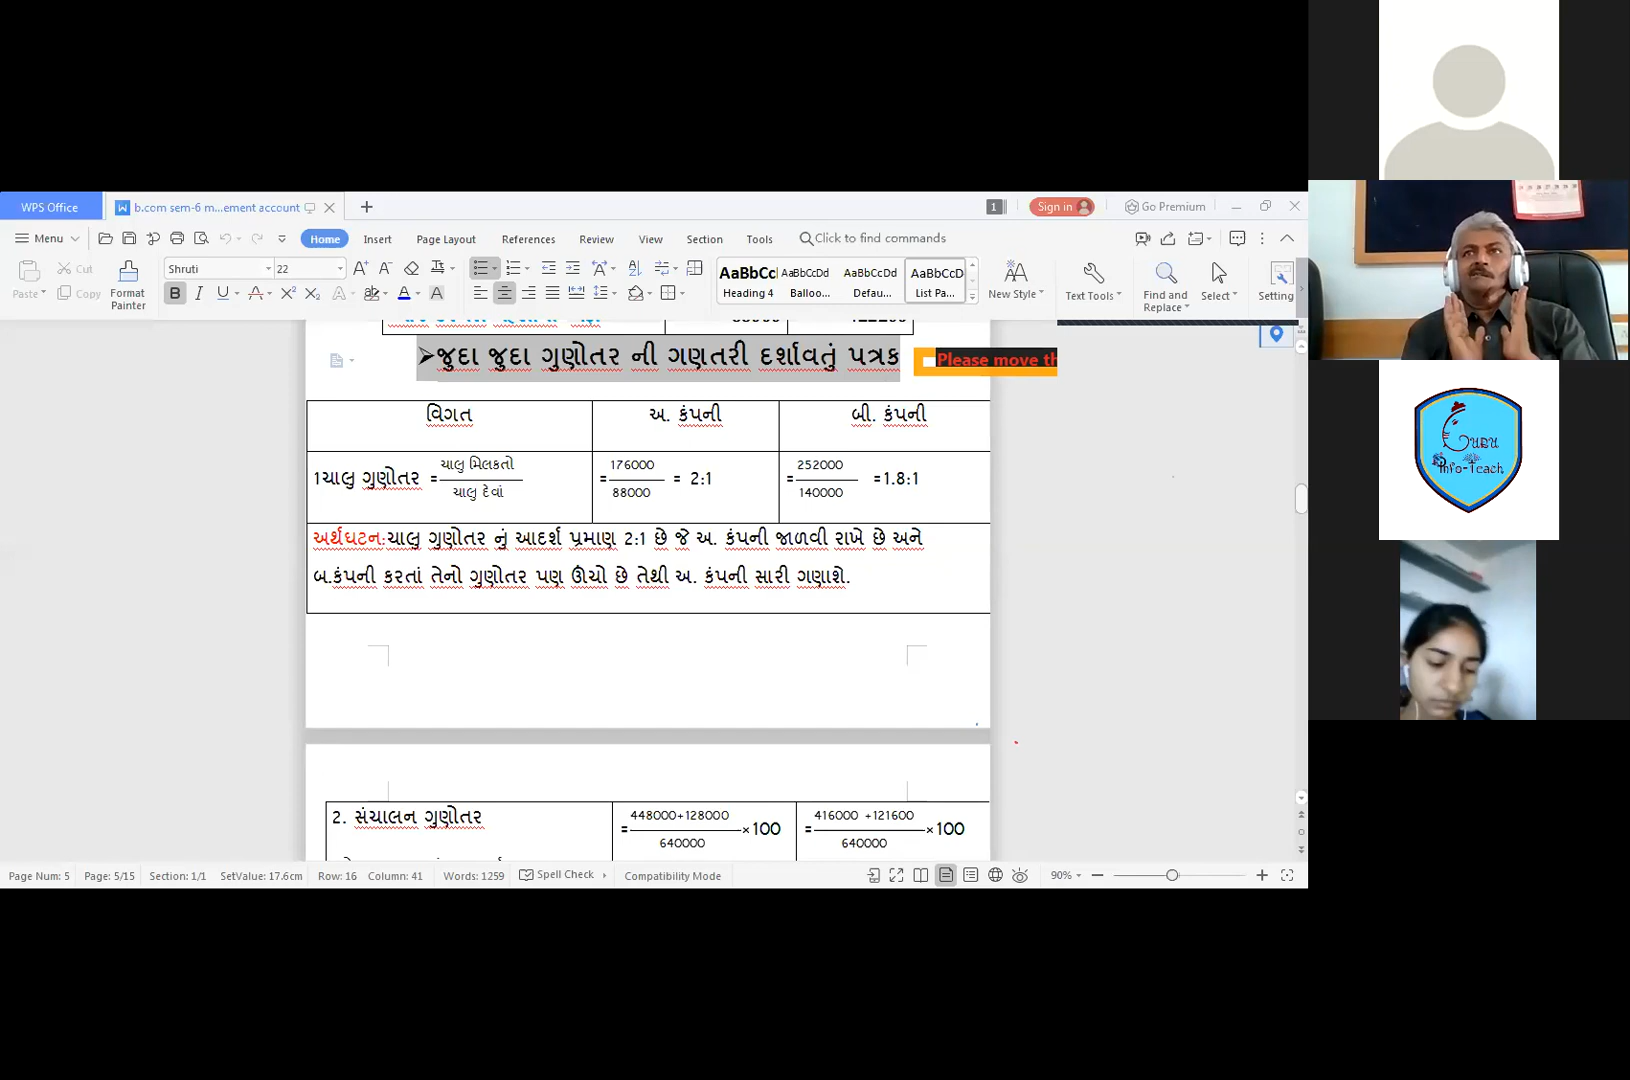 WPS Office
b.com sem-6 m...ement account
1
Sign in
Go Premium
Menu
Home
Insert
Page Layout
References
Review
View
Section
Tools
Click to find commands
Paste
Cut
Copy
Format Painter
Shruti
22
AaBbCc
AaBbCcDd
AaBbCcDd
AaBbCcD
Heading 4
Balloo...
Defau...
List Pa...
New Style
Text Tools
Find and Replace
Select
Setting
➢જુદા જુદા ગુણોતર ની ગણતરી દર્શાવતું પત્રક
Please move th
વિગત
અ. કંપની
બી. કંપની
1ચાલુ ગુણોતર = ચાલુ મિલકતો / ચાલુ દેવાં
= 176000 / 88000 = 2:1
= 252000 / 140000 =1.8:1
અર્થઘટન:ચાલુ ગુણોતર નું આદર્શ પ્રમાણ 2:1 છે જે અ. કંપની જાળવી રાખે છે અને
બ.કંપની કરતાં તેનો ગુણોતર પણ ઊંચો છે તેથી અ. કંપની સારી ગણાશે.
2. સંચાલન ગુણોતર
= 448000+128000 / 640000 ×100
= 416000 +121600 / 640000 ×100
Page Num: 5
Page: 5/15
Section: 1/1
SetValue: 17.6cm
Row: 16
Column: 41
Words: 1259
Spell Check
Compatibility Mode
90%
GURU
Info-Teach